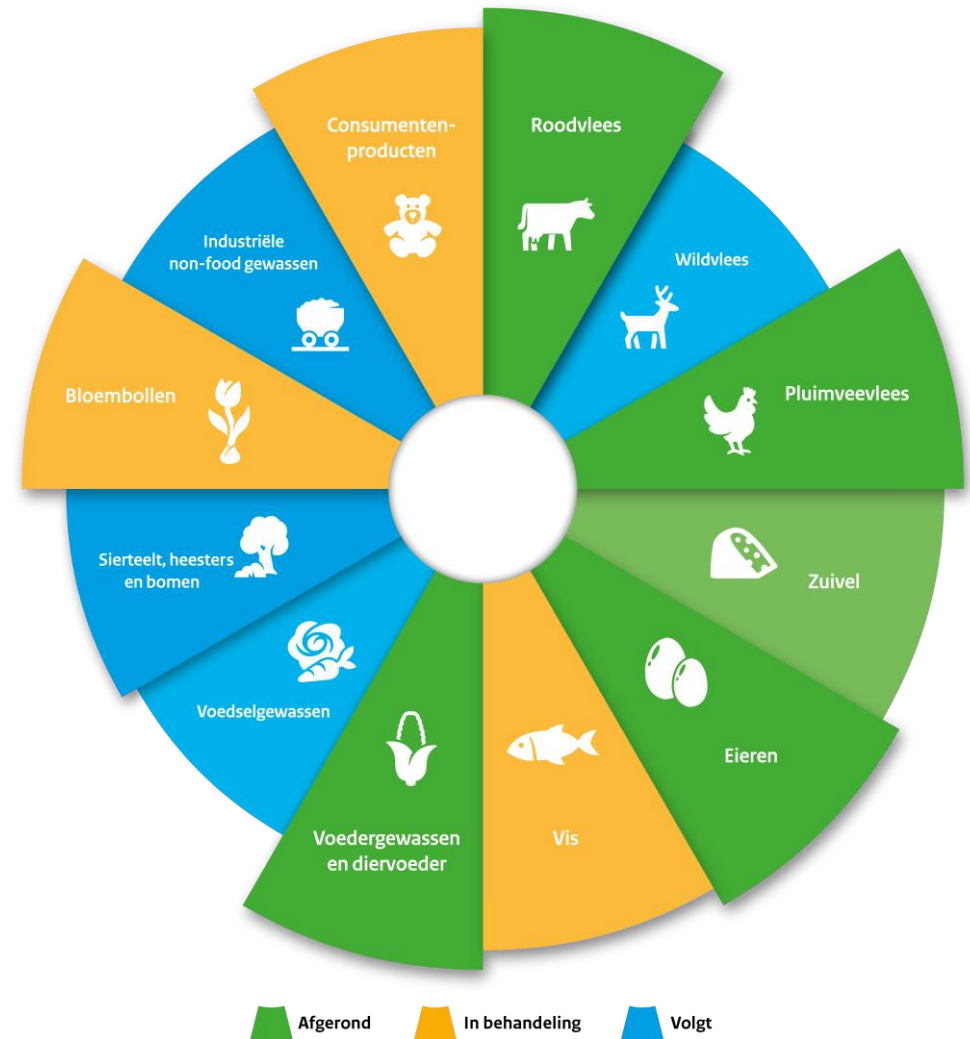 Consumenten-
producten
Roodvlees
Industriële
non-food gewassen
Wildvlees
Bloembollen
Pluimveevlees
Sierteelt, heesters
en bomen
Zuivel
Voedselgewassen
Eieren
Voedergewassen
en diervoeder
Vis
Afgerond
In behandeling
Volgt